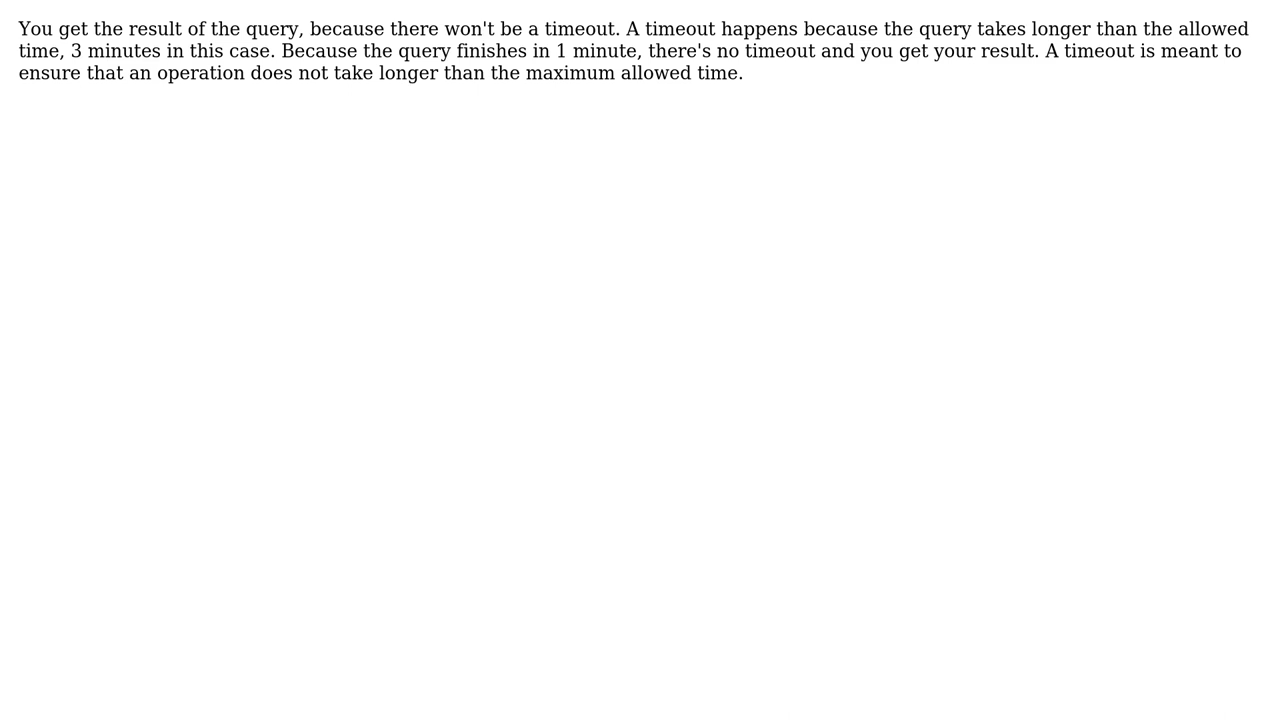 You get the result of the query, because there won't be a timeout. A timeout happens because the query takes longer than the allowed
time, 3 minutes in this case. Because the query finishes in 1 minute, there's no timeout and you get your result. A timeout is meant to
ensure that an operation does not take longer than the maximum allowed time.